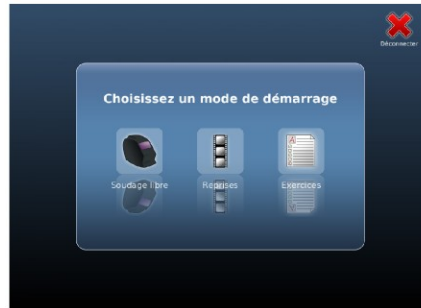 Déconnecter
Choisissez un mode de démarrage
Soudage libre Reprises Exercices